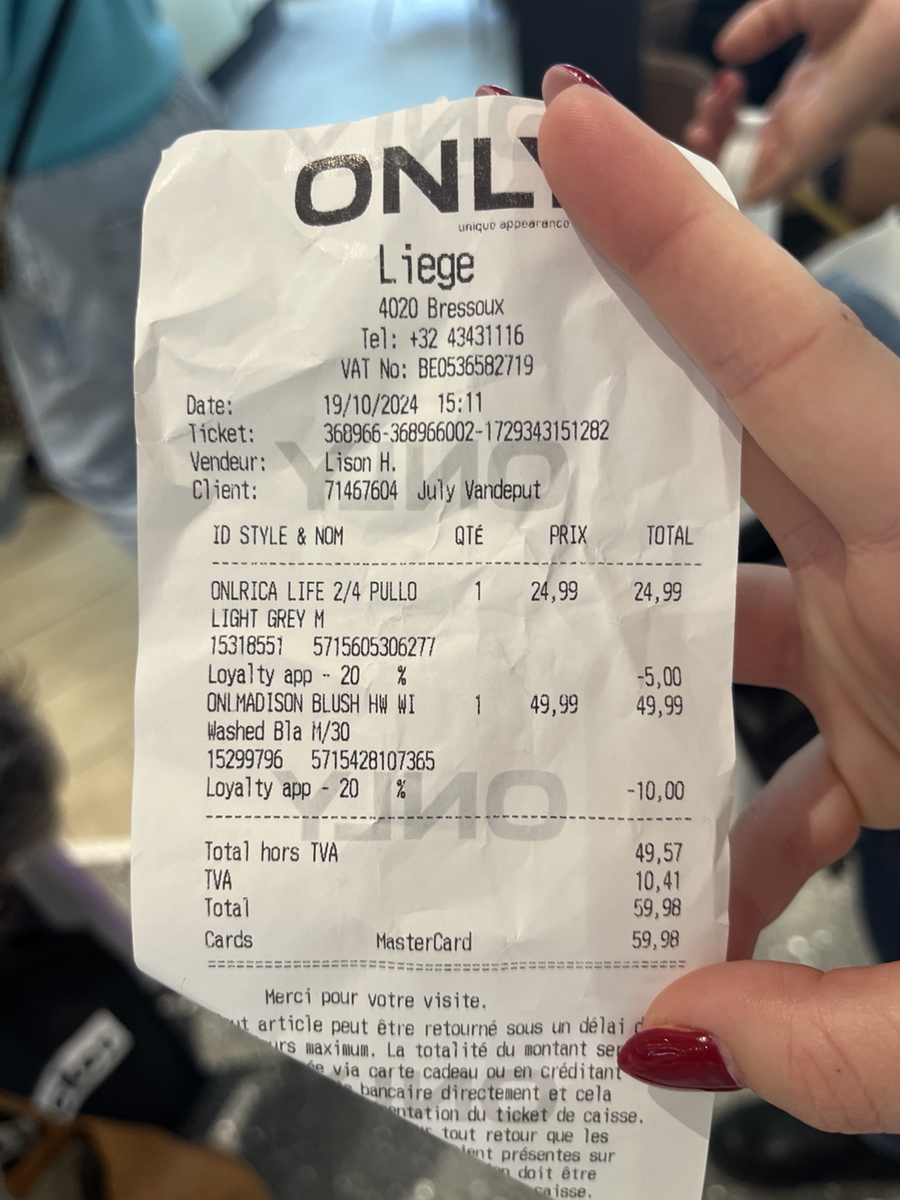 ONLY
unique appearance
Liege
4020 Bressoux
Tel: +32 43431116
VAT No: BE0536582719
Date: 19/10/2024 15:11
Ticket: 368966-368966002-1729343151282
Vendeur: Lison H.
Client: 71467604 July Vandeput
ID STYLE & NOM QTÉ PRIX TOTAL
ONLRICA LIFE 2/4 PULLO 1 24,99 24,99
LIGHT GREY M
15318551 5715605306277
Loyalty app - 20 % -5,00
ONLMADISON BLUSH HW WI 1 49,99 49,99
Washed Bla M/30
15299796 5715428107365
Loyalty app - 20 % -10,00
Total hors TVA 49,57
TVA 10,41
Total 59,98
Cards MasterCard 59,98
Merci pour votre visite.
article peut être retourné sous un délai
maximum. La totalité du montant
via carte cadeau ou en créditant
bancaire directement et cela
du ticket de caisse.
tout retour que les
présentes sur
doit être
caisse.